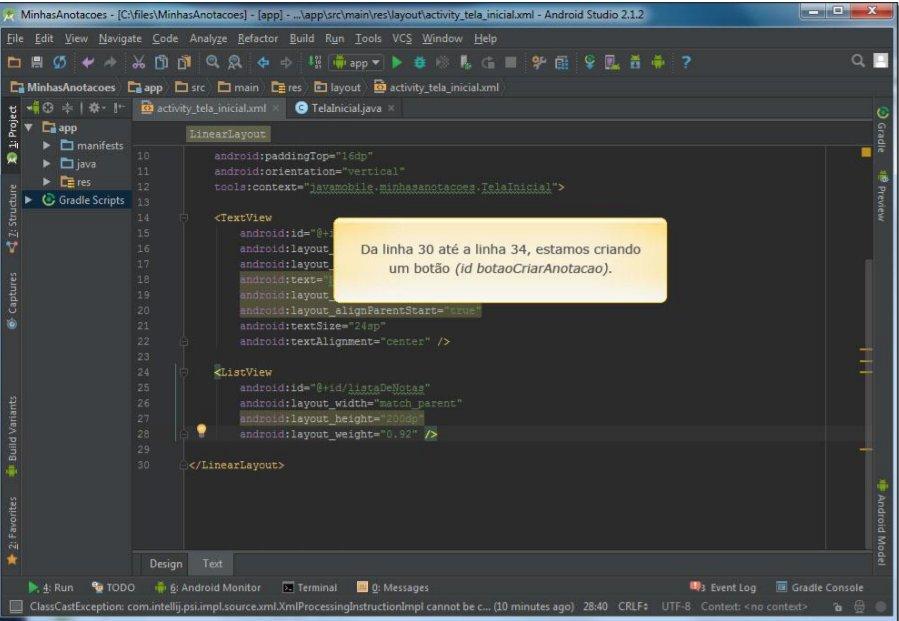 MinhasAnotacoes - [C:\files\MinhasAnotacoes] - [app] - ...\app\src\main\res\layout\activity_tela_inicial.xml - Android Studio 2.1.2
File Edit View Navigate Code Analyze Refactor Build Run Tools VCS Window Help
app
MinhasAnotacoes app src main res layout activity_tela_inicial.xml
1: Project
activity_tela_inicial.xml × TelaInicial.java ×
Gradle
app
manifests
java
res
Gradle Scripts
LinearLayout
10 android:paddingTop="16dp"
11 android:orientation="vertical"
12 tools:context="javamobile.minhasanotacoes.TelaInicial">
13
14 <TextView
15 android:id="@+i
16 android:layout_
17 android:layout_
18 android:text="
19 android:layout_
20 android:layout_alignParentStart="true"
21 android:textSize="24sp"
22 android:textAlignment="center" />
23
24 <ListView
25 android:id="@+id/listaDeNotas"
26 android:layout_width="match_parent"
27 android:layout_height="200dp"
28 android:layout_weight="0.92" />
29
30 </LinearLayout>
Da linha 30 até a linha 34, estamos criando
um botão (id botaoCriarAnotacao).
Preview
7: Structure
Captures
Build Variants
2: Favorites
Android Model
Design Text
4: Run TODO 6: Android Monitor Terminal 0: Messages 3 Event Log Gradle Console
ClassCastException: com.intellij.psi.impl.source.xml.XmlProcessingInstructionImpl cannot be c... (10 minutes ago) 28:40 CRLF UTF-8 Context: <no context>